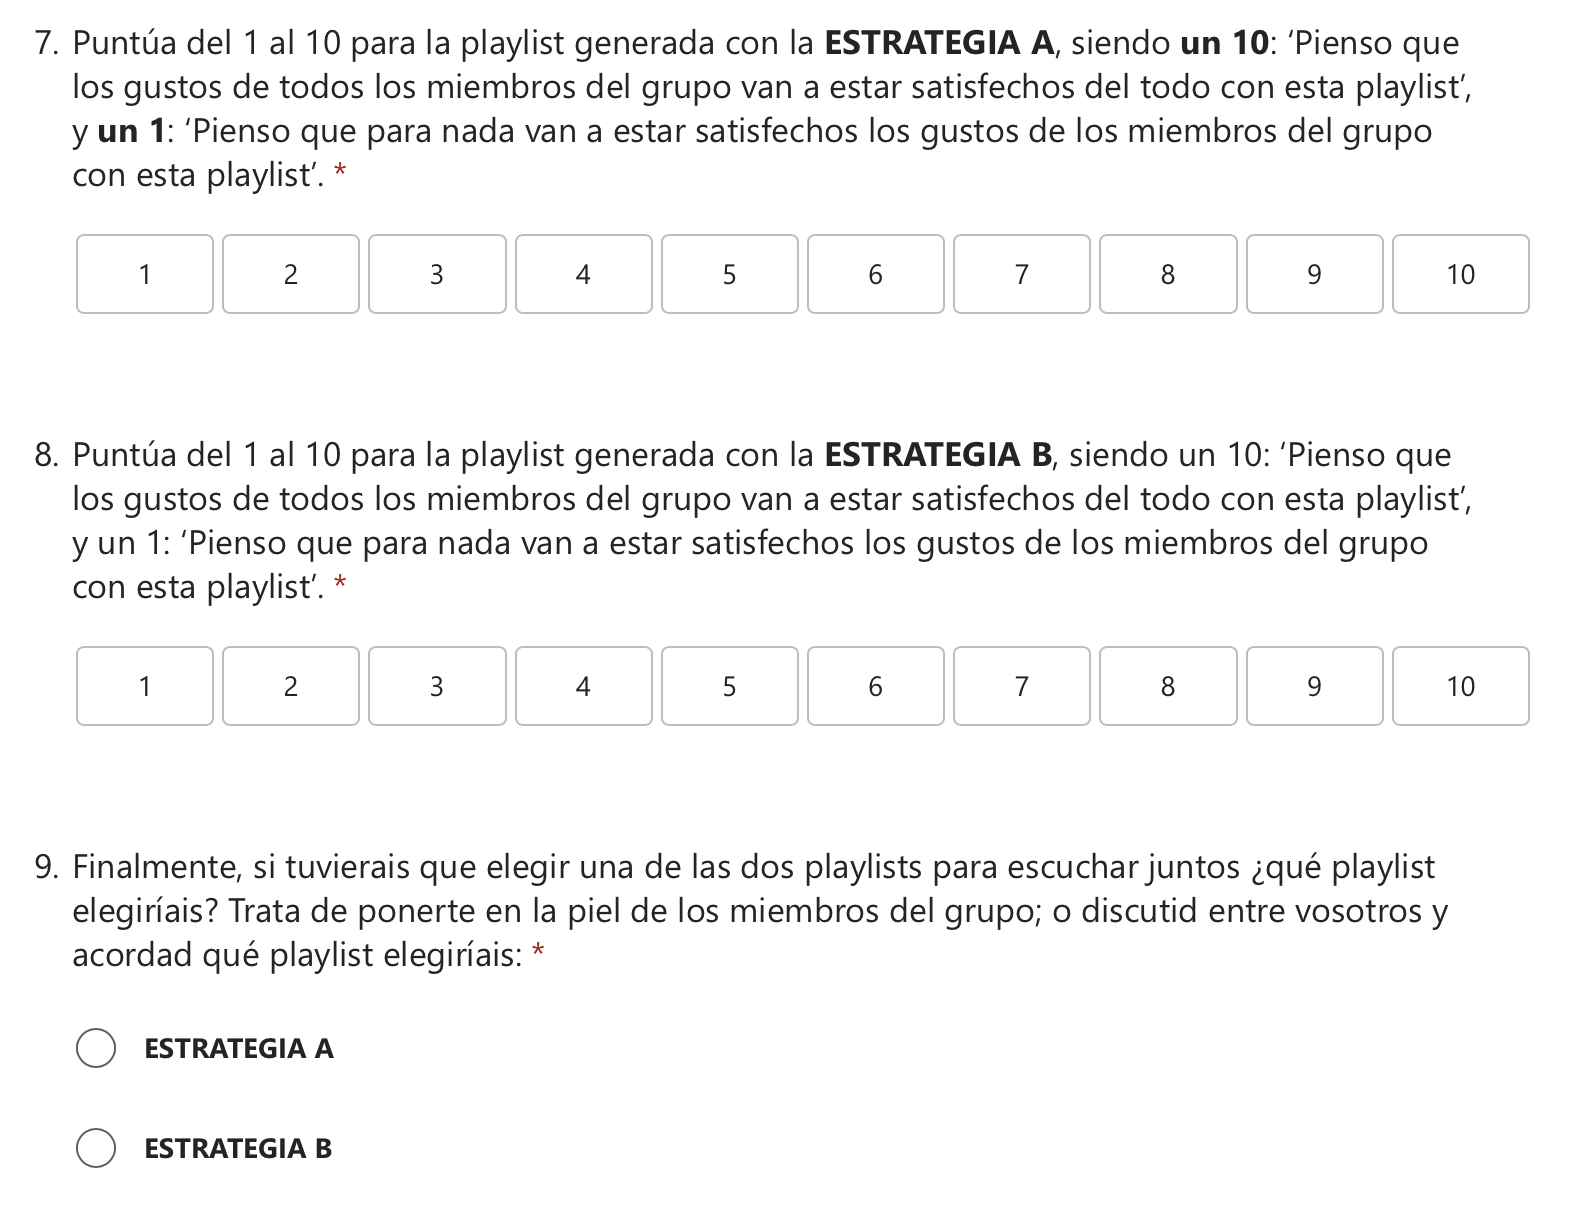 7. Puntúa del 1 al 10 para la playlist generada con la ESTRATEGIA A, siendo un 10: ‘Pienso que
los gustos de todos los miembros del grupo van a estar satisfechos del todo con esta playlist’,
y un 1: ‘Pienso que para nada van a estar satisfechos los gustos de los miembros del grupo
con esta playlist’. *
1 2 3 4 5 6 7 8 9 10
8. Puntúa del 1 al 10 para la playlist generada con la ESTRATEGIA B, siendo un 10: ‘Pienso que
los gustos de todos los miembros del grupo van a estar satisfechos del todo con esta playlist’,
y un 1: ‘Pienso que para nada van a estar satisfechos los gustos de los miembros del grupo
con esta playlist’. *
1 2 3 4 5 6 7 8 9 10
9. Finalmente, si tuvierais que elegir una de las dos playlists para escuchar juntos ¿qué playlist
elegiríais? Trata de ponerte en la piel de los miembros del grupo; o discutid entre vosotros y
acordad qué playlist elegiríais: *
ESTRATEGIA A
ESTRATEGIA B